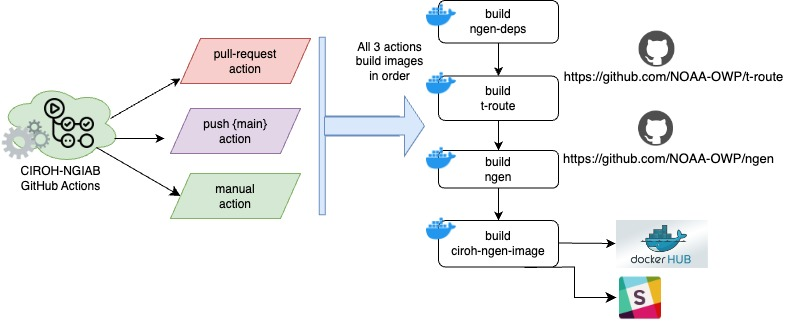 CIROH-NGIAB
GitHub Actions
pull-request
action
push {main}
action
manual
action
All 3 actions
build images
in order
build
ngen-deps
build
t-route
build
ngen
build
ciroh-ngen-image
https://github.com/NOAA-OWP/t-route
https://github.com/NOAA-OWP/ngen
docker HUB
S